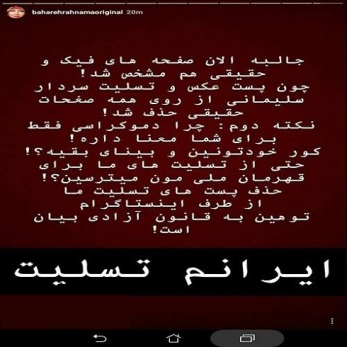 baharehrahnamaoriginal 20m
جالبه الان صفحه های فیک و
حقیقی هم مشخص شد!
چون پست عکس و تسلیت سردار
سلیمانی از روی همه صفحات
حقیقی حذف شد!
نکته دوم: چرا دموکراسی فقط
برای شما معنا داره!
کور خودتونین و بینای بقیه؟!
حتی از تسلیت های ما برای
قهرمان ملی مون میترسین؟!
حذف پست های تسلیت ما
از طرف اینستاگرام
توهین به قانون آزادی بیان
است!
ایرانم تسلیت